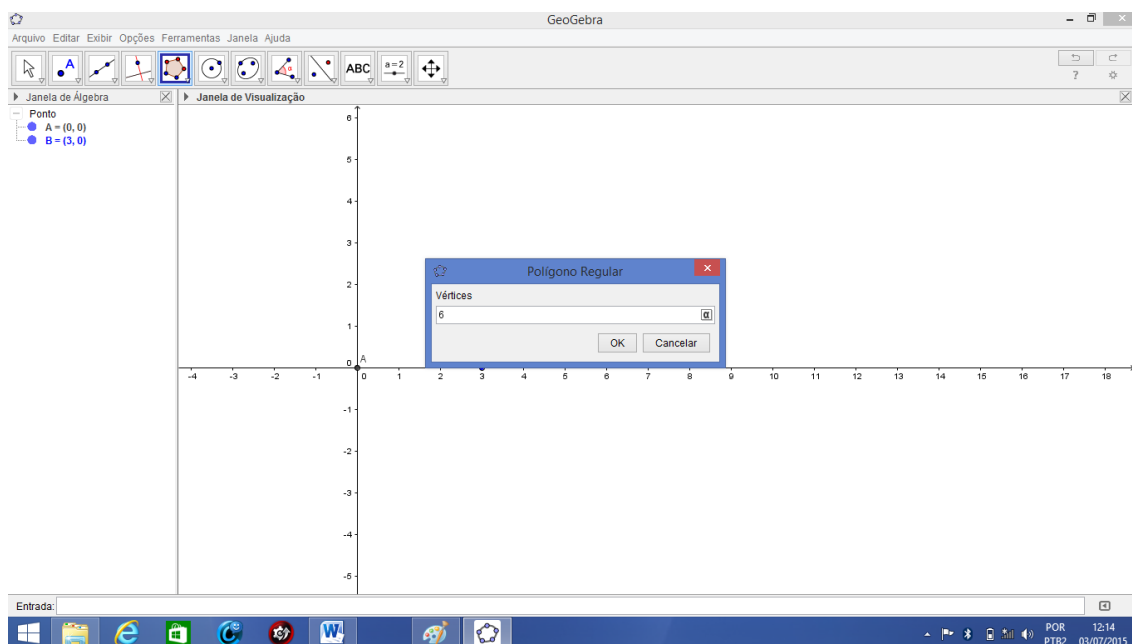 GeoGebra
Arquivo Editar Exibir Opções Ferramentas Janela Ajuda
A ABC a=2 ?
Janela de Álgebra Janela de Visualização
Ponto
A = (0, 0)
B = (3, 0)
6
5
4
3
2
1
0
-1
-2
-3
-4
-5
A
-4 -3 -2 -1 0 1 2 3 4 5 6 7 8 9 10 11 12 13 14 15 16 17 18
Polígono Regular
Vértices
6 α
OK Cancelar
Entrada:
POR 12:14
PTB2 03/07/2015